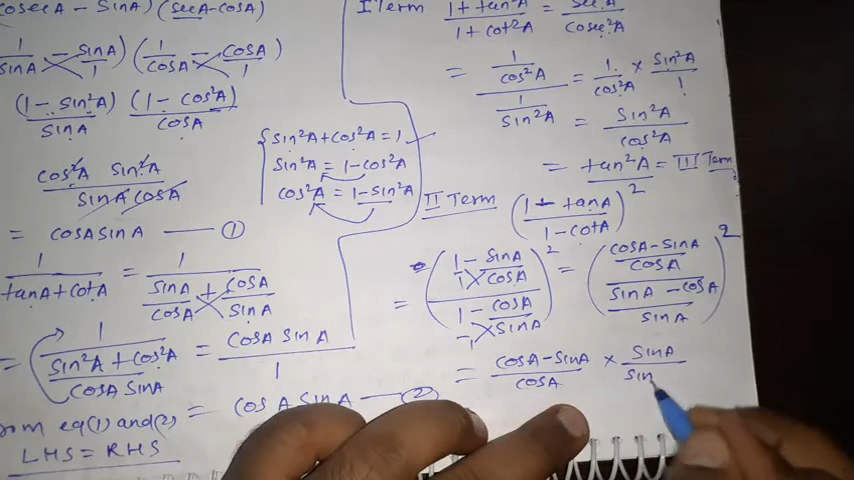 (cosecA - SinA) (secA-cosA)
(1/SinA - SinA/1) (1/cosA - cosA/1)
(1-Sin²A)/SinA (1-cos²A)/cosA
cos²A Sin²A / SinA cosA
= cosA SinA —— ①
1/(tanA+cotA) = 1/(SinA/cosA + cosA/SinA)
= 1/((Sin²A+cos²A)/(cosA SinA)) = cosA SinA / 1
= cosA SinA —— ②
From eq(1) and(2)
LHS = RHS
Sin²A+cos²A = 1
Sin²A = 1-cos²A
cos²A = 1-Sin²A
I Term (1+tan²A)/(1+cot²A) = Sec²A/Cosec²A
= (1/cos²A)/(1/Sin²A) = 1/cos²A × Sin²A/1
= Sin²A/cos²A
= tan²A = III Term
II Term ((1-tanA)/(1-cotA))²
= ((1/1 - SinA/cosA)/(1/1 - cosA/SinA))² = (((cosA-SinA)/cosA)/((SinA-cosA)/SinA))²
= (cosA-SinA)/cosA × SinA/Sin